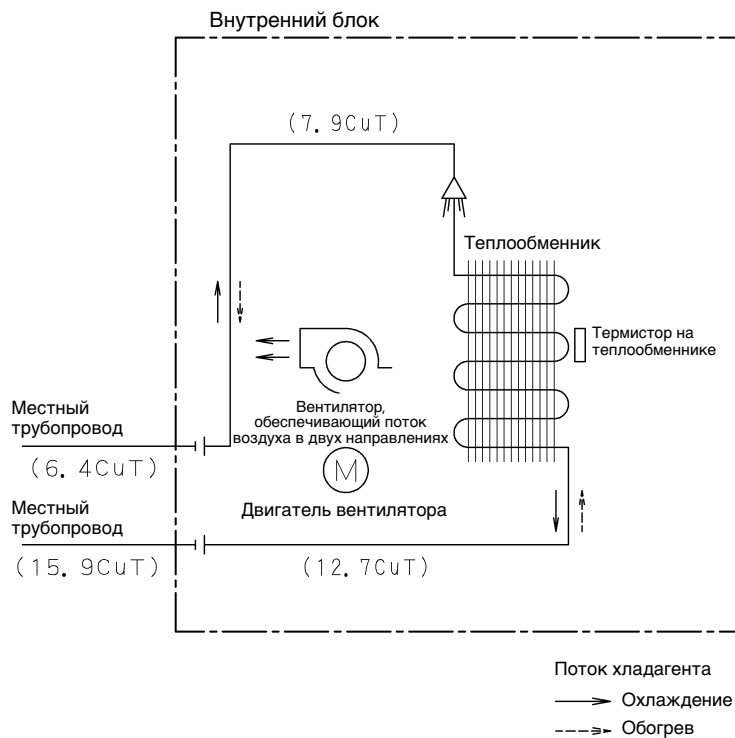 Внутренний блок
(7.9CuT)
Теплообменник
Термистор на
теплообменнике
Вентилятор,
обеспечивающий поток
воздуха в двух направлениях
Местный
трубопровод
(6.4CuT)
M
Двигатель вентилятора
Местный
трубопровод
(15.9CuT)
(12.7CuT)
Поток хладагента
Охлаждение
Обогрев